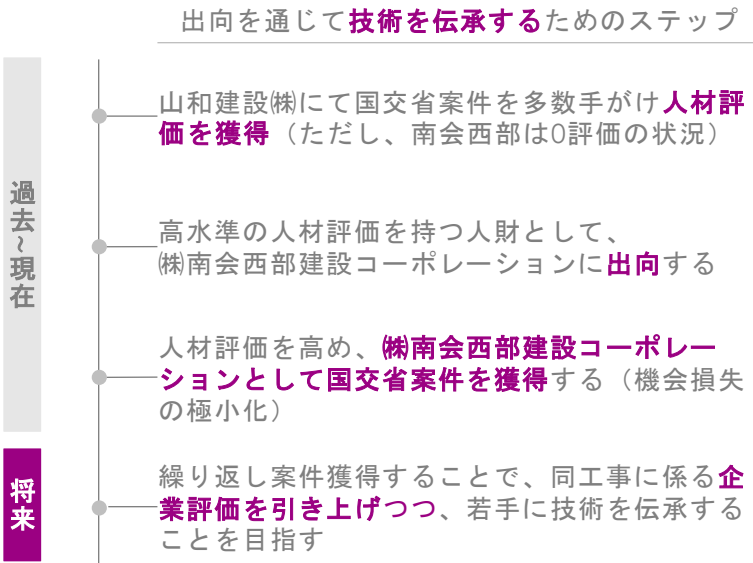 出向を通じて技術を伝承するためのステップ
過去~現在
山和建設㈱にて国交省案件を多数手がけ人材評
価を獲得（ただし、南会西部は0評価の状況）
高水準の人材評価を持つ人財として、
㈱南会西部建設コーポレーションに出向する
人材評価を高め、㈱南会西部建設コーポレー
ションとして国交省案件を獲得する（機会損失
の極小化）
将来
繰り返し案件獲得することで、同工事に係る企
業評価を引き上げつつ、若手に技術を伝承する
ことを目指す